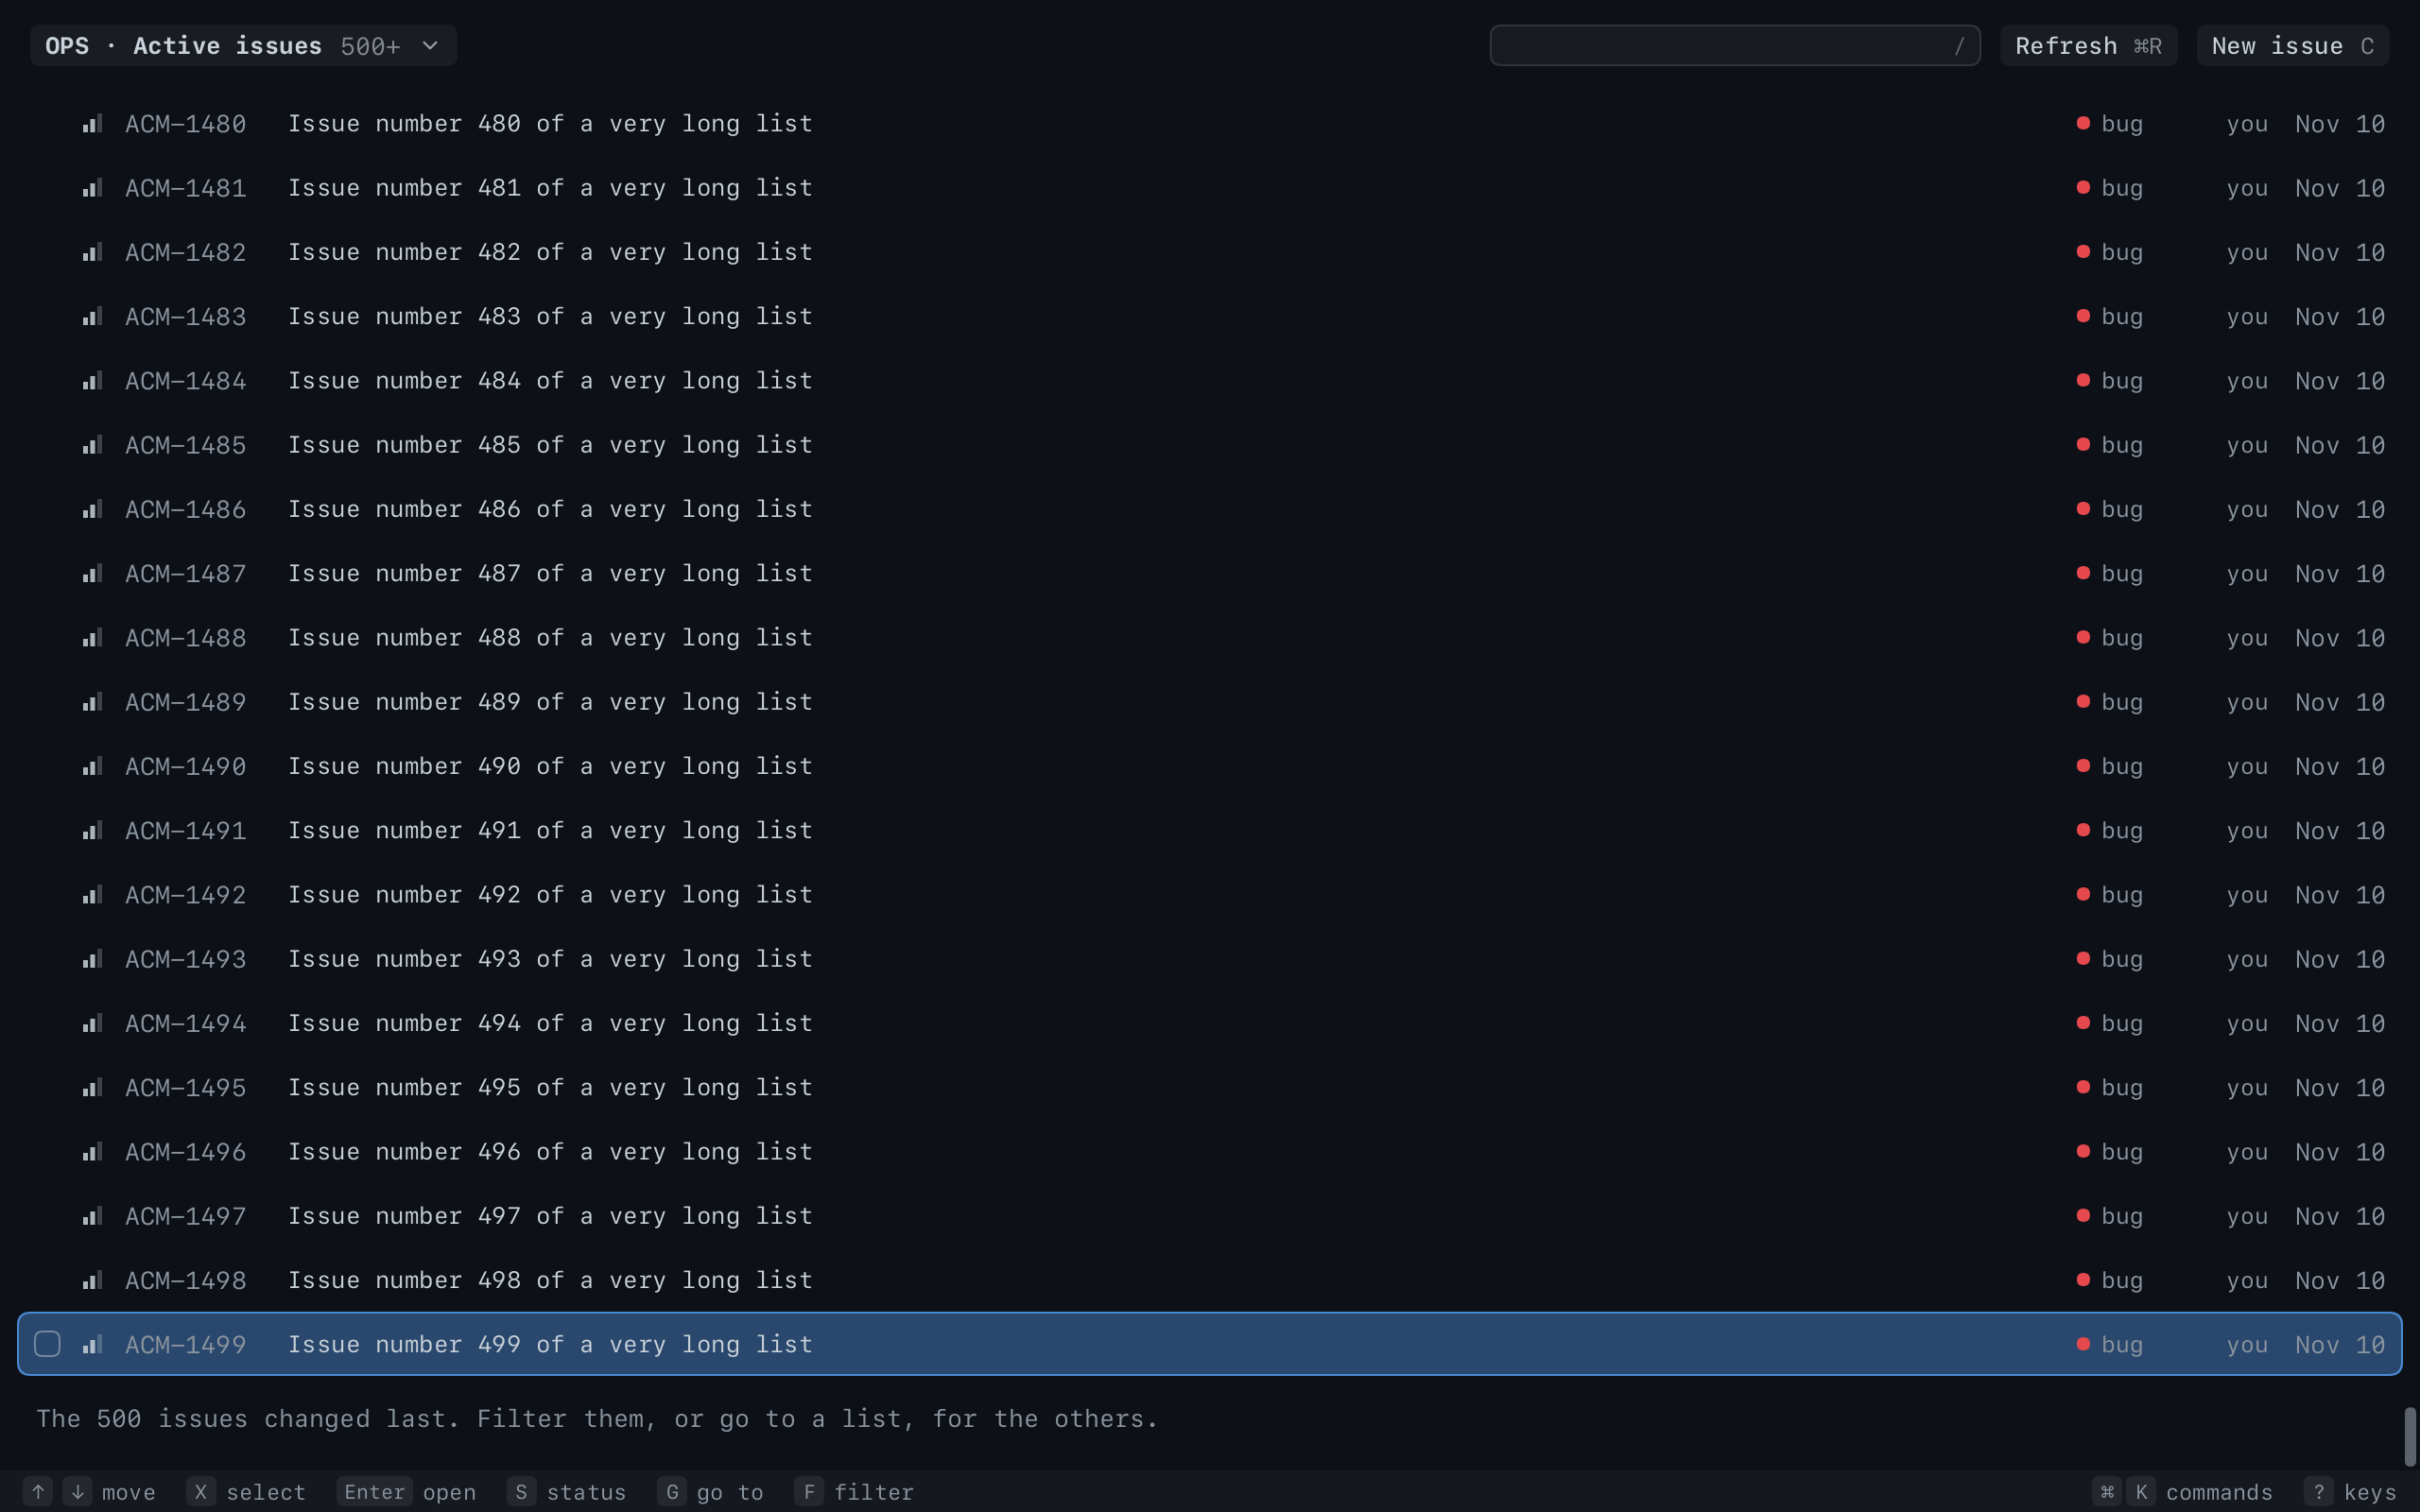 OPS · Active issues 500+ / Refresh ⌘R New issue C
ACM-1480 Issue number 480 of a very long list bug you Nov 10
ACM-1481 Issue number 481 of a very long list bug you Nov 10
ACM-1482 Issue number 482 of a very long list bug you Nov 10
ACM-1483 Issue number 483 of a very long list bug you Nov 10
ACM-1484 Issue number 484 of a very long list bug you Nov 10
ACM-1485 Issue number 485 of a very long list bug you Nov 10
ACM-1486 Issue number 486 of a very long list bug you Nov 10
ACM-1487 Issue number 487 of a very long list bug you Nov 10
ACM-1488 Issue number 488 of a very long list bug you Nov 10
ACM-1489 Issue number 489 of a very long list bug you Nov 10
ACM-1490 Issue number 490 of a very long list bug you Nov 10
ACM-1491 Issue number 491 of a very long list bug you Nov 10
ACM-1492 Issue number 492 of a very long list bug you Nov 10
ACM-1493 Issue number 493 of a very long list bug you Nov 10
ACM-1494 Issue number 494 of a very long list bug you Nov 10
ACM-1495 Issue number 495 of a very long list bug you Nov 10
ACM-1496 Issue number 496 of a very long list bug you Nov 10
ACM-1497 Issue number 497 of a very long list bug you Nov 10
ACM-1498 Issue number 498 of a very long list bug you Nov 10
ACM-1499 Issue number 499 of a very long list bug you Nov 10
The 500 issues changed last. Filter them, or go to a list, for the others.
↑ ↓ move X select Enter open S status G go to F filter ⌘ K commands ? keys